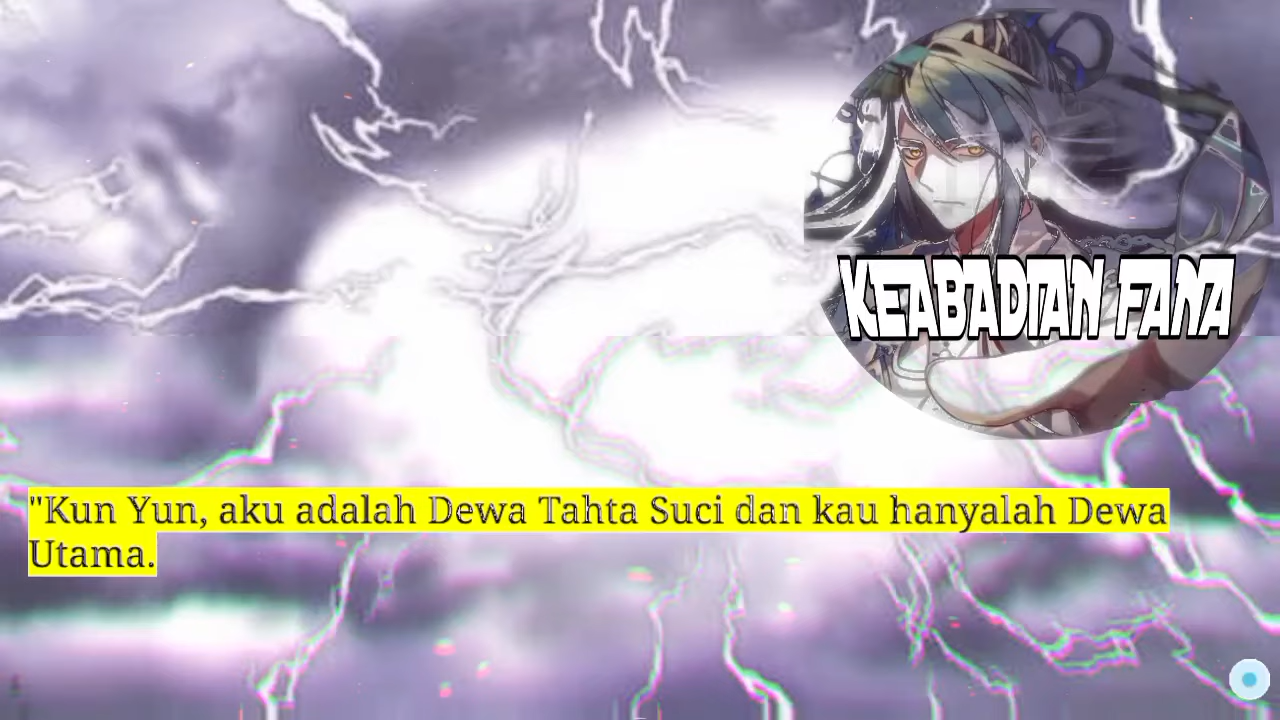 KEABADIAN FANA
"Kun Yun, aku adalah Dewa Tahta Suci dan kau hanyalah Dewa
Utama.